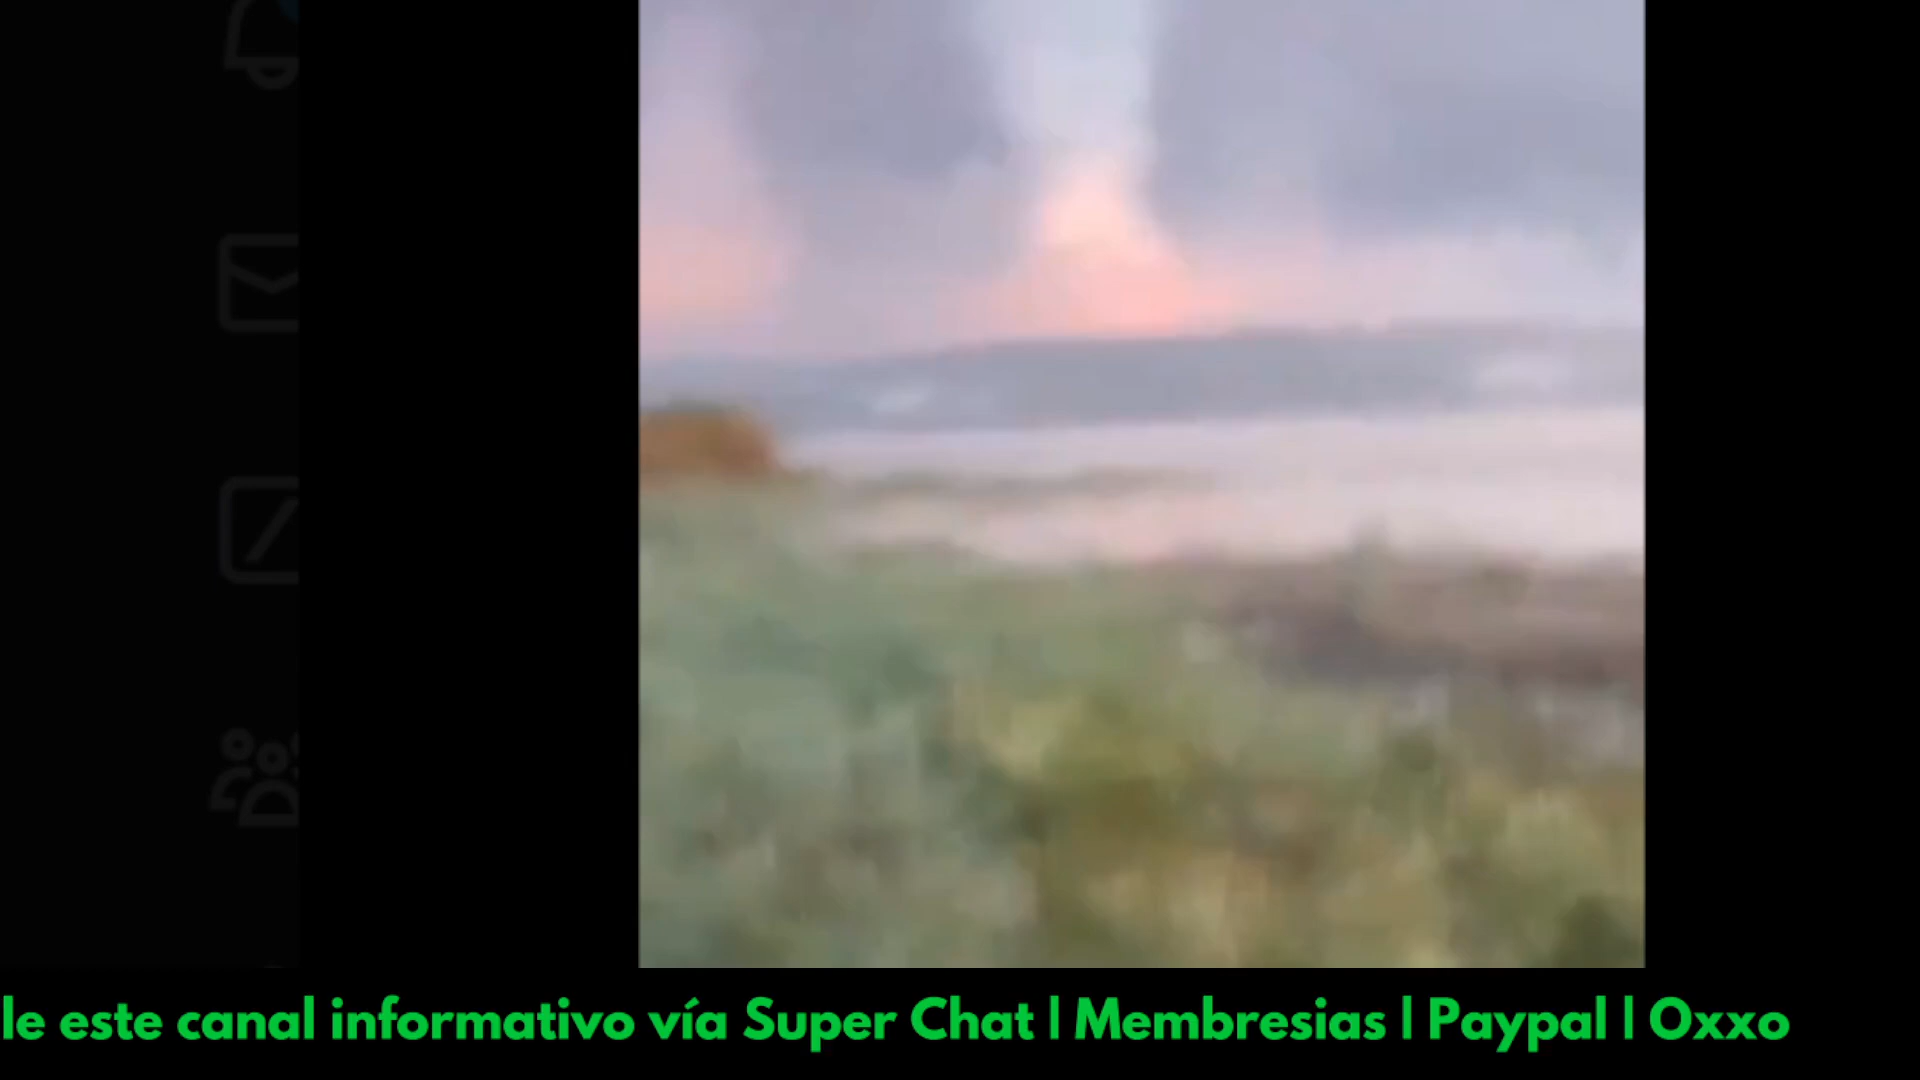 le este canal informativo vía Super Chat | Membresias | Paypal | Oxxo